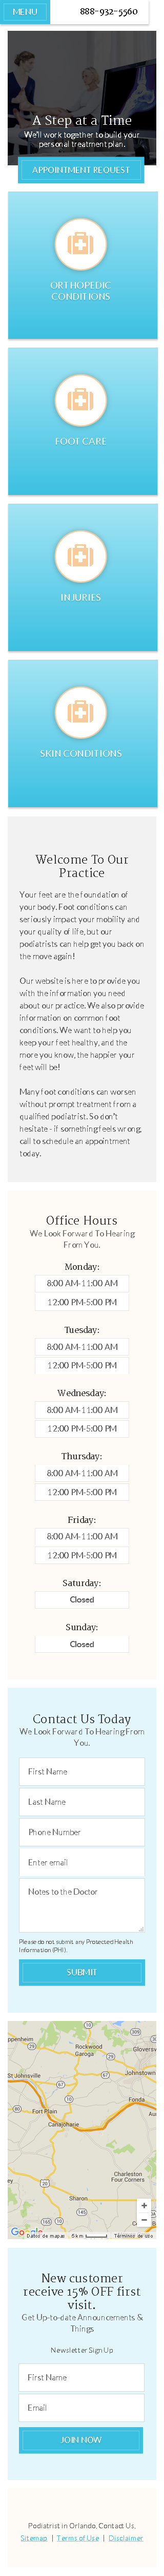 MENU
888-932-5560
A Step at a Time
We'll work together to build your
personal treatment plan.
APPOINTMENT REQUEST
ORTHOPEDIC
CONDITIONS
FOOT CARE
INJURIES
SKIN CONDITIONS
Welcome To Our
Practice
Your feet are the foundation of
your body. Foot conditions can
seriously impact your mobility and
your quality of life, but our
podiatrists can help get you back on
the move again!
Our website is here to provide you
with the information you need
about our practice. We also provide
information on common foot
conditions. We want to help you
keep your feet healthy, and the
more you know, the happier your
feet will be!
Many foot conditions can worsen
without prompt treatment from a
qualified podiatrist. So don't
hesitate - if something feels wrong,
call to schedule an appointment
today.
Office Hours
We Look Forward To Hearing
From You.
Monday:
8:00 AM-11:00 AM
12:00 PM-5:00 PM
Tuesday:
8:00 AM-11:00 AM
12:00 PM-5:00 PM
Wednesday:
8:00 AM-11:00 AM
12:00 PM-5:00 PM
Thursday:
8:00 AM-11:00 AM
12:00 PM-5:00 PM
Friday:
8:00 AM-11:00 AM
12:00 PM-5:00 PM
Saturday:
Closed
Sunday:
Closed
Contact Us Today
We Look Forward To Hearing From
You.
First Name
Last Name
Phone Number
Enter email
Notes to the Doctor
Please do not submit any Protected Health
Information (PHI).
SUBMIT
ppenheim
Rockwood
Garoga
Gloversv
St Johnsville
Johnstown
Fonda
Fort Plain
Canajoharie
Charleston
Four Corners
Sharon
Google
Datos de mapas 5 km Términos de uso
New customer
receive 15% OFF first
visit.
Get Up-to-date Announcements &
Things
Newsletter Sign Up
First Name
Email
JOIN NOW
Podiatrist in Orlando, Contact Us,
Sitemap | Terms of Use | Disclaimer